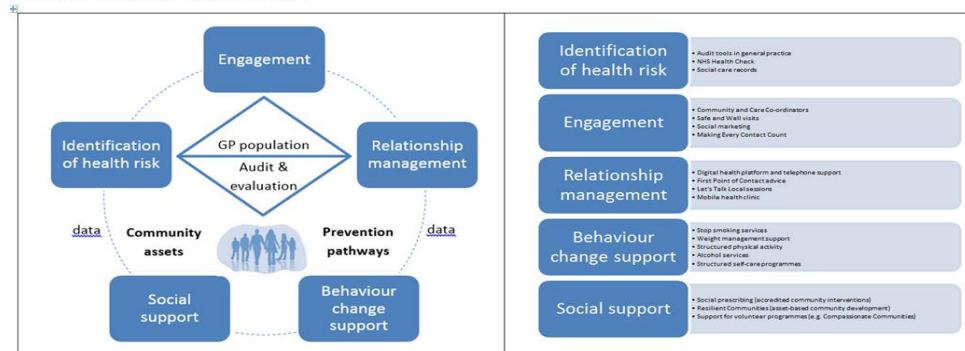 Engagement
Identification
of health risk
GP population
Audit &
evaluation
Relationship
management
data
Community
assets
Prevention
pathways
data
Social
support
Behaviour
change
support
Identification
of health risk
• Audit tools in general practice
• NHS Health Check
• Social care records
Engagement
• Community and Care Co-ordinators
• Safe and Well visits
• Social marketing
• Making Every Contact Count
Relationship
management
• Digital health platform and telephone support
• First Point of Contact advice
• Let's Talk Local sessions
• Mobile health clinic
Behaviour
change support
• Stop smoking services
• Weight management support
• Structured physical activity
• Alcohol services
• Structured self-care programmes
Social support
• Social prescribing (accredited community interventions)
• Resilient Communities (asset-based community development)
• Support for volunteer programmes (e.g. Compassionate Communities)